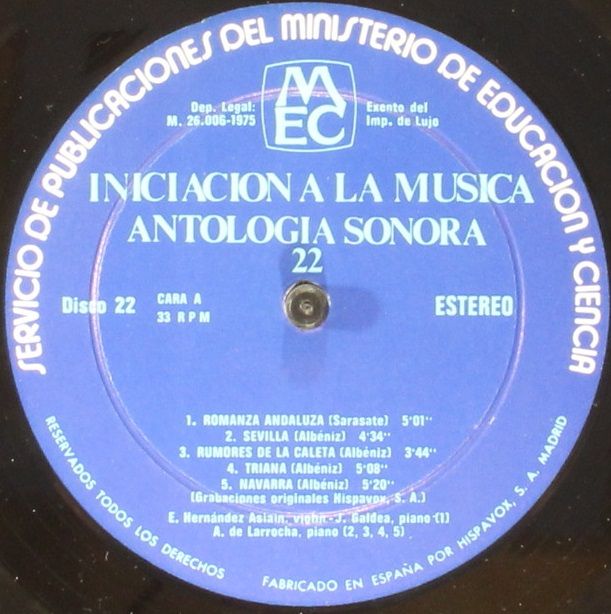 SERVICIO DE PUBLICACIONES DEL MINISTERIO DE EDUCACION Y CIENCIA
MEC
Dep. Legal: Exento del
M. 26.006-1975 Imp. de Lujo
INICIACION A LA MUSICA
ANTOLOGIA SONORA
22
Disco 22 CARA A ESTEREO
33 RPM
1. ROMANZA ANDALUZA (Sarasate) 5'01"
2. SEVILLA (Albéniz) 4'34"
3. RUMORES DE LA CALETA (Albéniz) 3'44"
4. TRIANA (Albéniz) 5'08"
5. NAVARRA (Albéniz) 5'20"
(Grabaciones originales Hispavox, S. A.)
E. Hernández Asiain, violín.-J. Galdea, piano (1)
A. de Larrocha, piano (2, 3, 4, 5)
RESERVADOS TODOS LOS DERECHOS
FABRICADO EN ESPAÑA POR HISPAVOX, S. A. MADRID